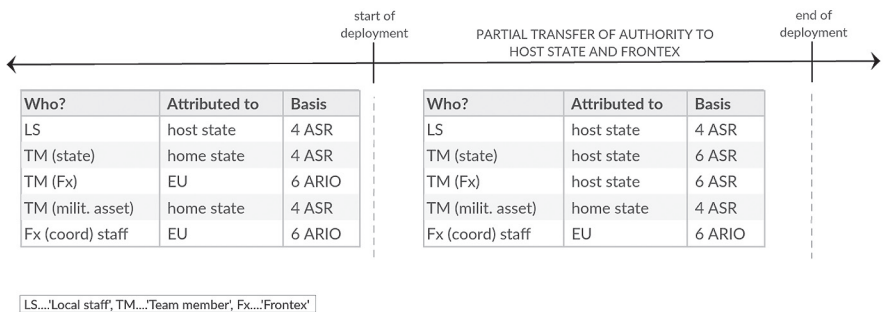 start of
deployment
PARTIAL TRANSFER OF AUTHORITY TO
HOST STATE AND FRONTEX
end of
deployment
Who? Attributed to Basis
LS host state 4 ASR
TM (state) home state 4 ASR
TM (Fx) EU 6 ARIO
TM (milit. asset) home state 4 ASR
Fx (coord) staff EU 6 ARIO
Who? Attributed to Basis
LS host state 4 ASR
TM (state) host state 6 ASR
TM (Fx) host state 6 ASR
TM (milit. asset) home state 4 ASR
Fx (coord) staff EU 6 ARIO
LS....'Local staff', TM....'Team member', Fx....'Frontex'